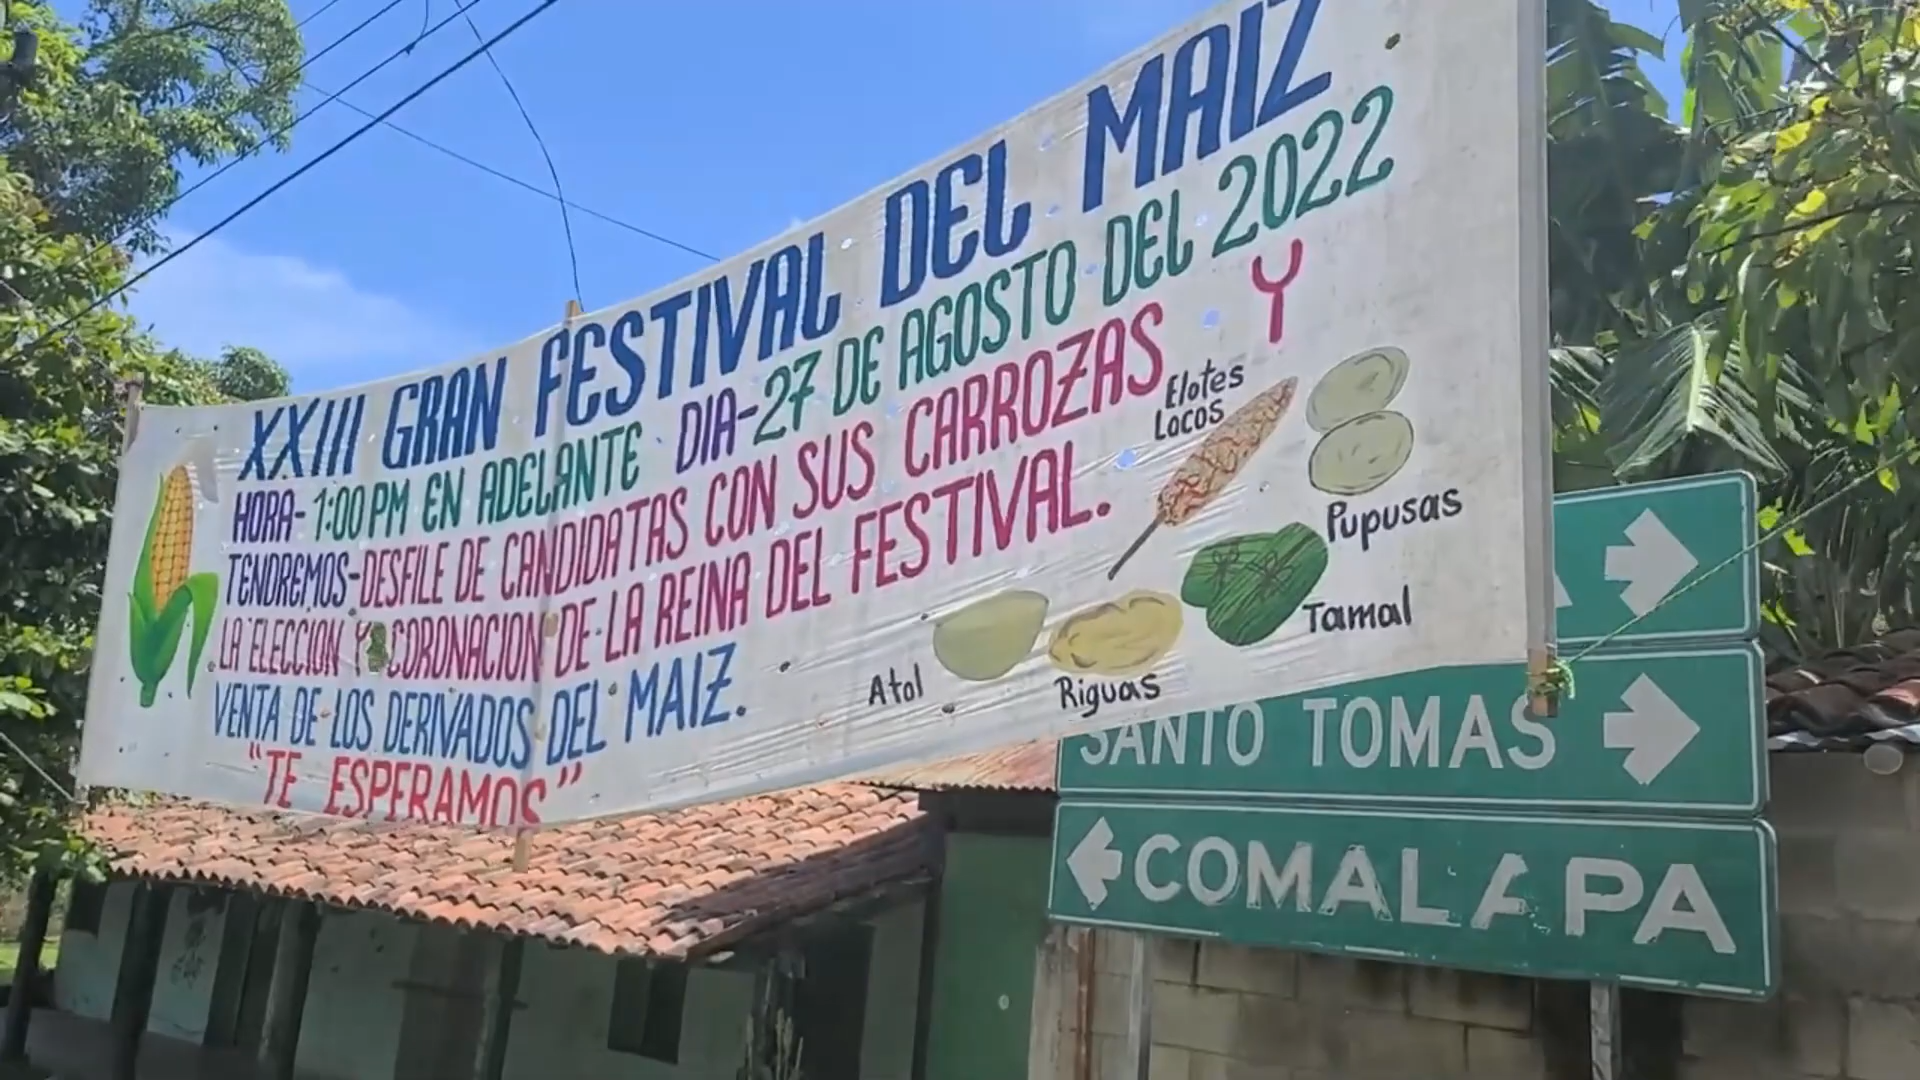 XXIII GRAN FESTIVAL DEL MAIZ
HORA- 1:00 PM EN ADELANTE DIA-27 DE AGOSTO DEL 2022
TENDREMOS-DESFILE DE CANDIDATAS CON SUS CARROZAS Y
LA ELECCION Y CORONACION DE LA REINA DEL FESTIVAL.
VENTA DE LOS DERIVADOS DEL MAIZ.
"TE ESPERAMOS"
Elotes
Locos
Pupusas
Tamal
Riguas
Atol
SANTO TOMAS
COMALAPA